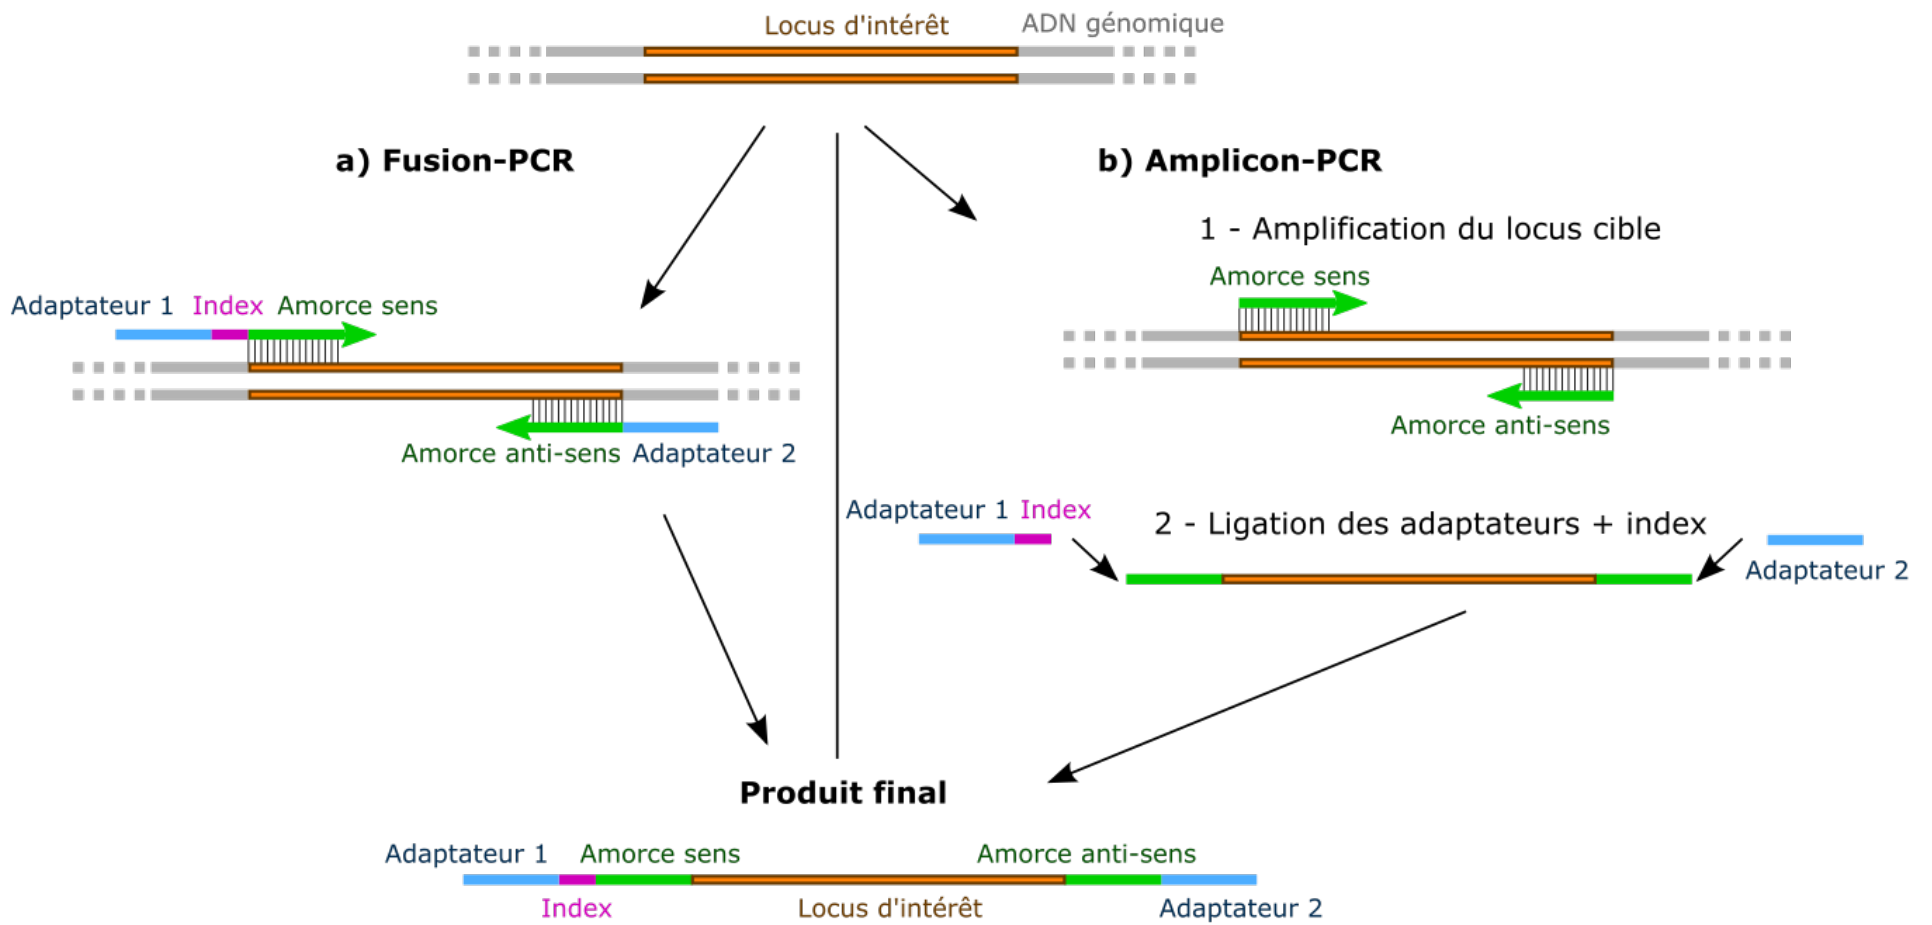 Locus d'intérêt
ADN génomique
a) Fusion-PCR
b) Amplicon-PCR
1 - Amplification du locus cible
Amorce sens
Adaptateur 1 Index Amorce sens
Amorce anti-sens
Amorce anti-sens Adaptateur 2
Adaptateur 1 Index
2 - Ligation des adaptateurs + index
Adaptateur 2
Produit final
Adaptateur 1 Amorce sens Amorce anti-sens
Index Locus d'intérêt Adaptateur 2